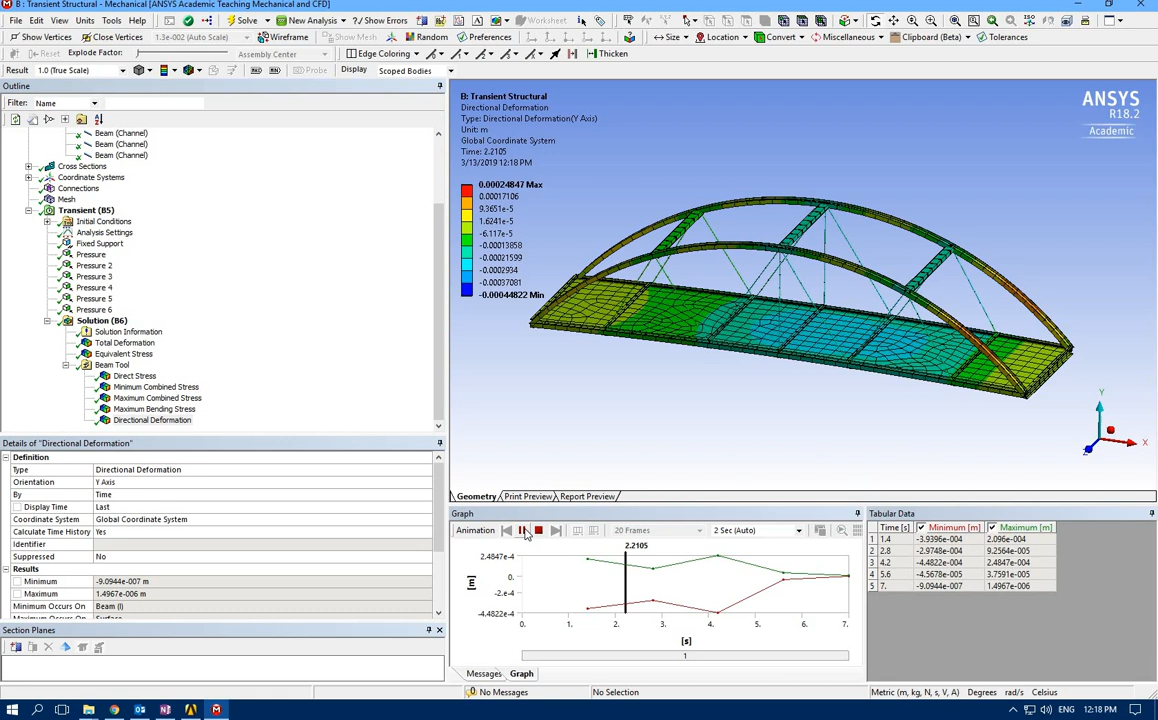 B : Transient Structural - Mechanical [ANSYS Academic Teaching Mechanical and CFD]
File Edit View Units Tools Help Solve New Analysis ?/ Show Errors Worksheet
Show Vertices Close Vertices 1.3e-002 (Auto Scale) Wireframe Show Mesh Random Preferences Size Location Convert Miscellaneous Clipboard (Beta) Tolerances
Reset Explode Factor: Assembly Center Edge Coloring Thicken
Result 1.0 (True Scale) Probe Display Scoped Bodies
Outline
Filter: Name
Beam (Channel)
Beam (Channel)
Beam (Channel)
Cross Sections
Coordinate Systems
Connections
Mesh
Transient (B5)
Initial Conditions
Analysis Settings
Fixed Support
Pressure
Pressure 2
Pressure 3
Pressure 4
Pressure 5
Pressure 6
Solution (B6)
Solution Information
Total Deformation
Equivalent Stress
Beam Tool
Direct Stress
Minimum Combined Stress
Maximum Combined Stress
Maximum Bending Stress
Directional Deformation
Details of "Directional Deformation"
Definition
Type Directional Deformation
Orientation Y Axis
By Time
Display Time Last
Coordinate System Global Coordinate System
Calculate Time History Yes
Identifier
Suppressed No
Results
Minimum -9.0944e-007 m
Maximum 1.4967e-006 m
Minimum Occurs On Beam (I)
Maximum Occurs On Surface
Section Planes
B: Transient Structural
Directional Deformation
Type: Directional Deformation(Y Axis)
Unit: m
Global Coordinate System
Time: 2.2105
3/13/2019 12:18 PM
0.00024847 Max
0.00017106
9.3651e-5
1.6241e-5
-6.117e-5
-0.00013858
-0.00021599
-0.0002934
-0.00037081
-0.00044822 Min
ANSYS
R18.2
Academic
Y
X
Z
Geometry Print Preview Report Preview
Graph
Animation 20 Frames 2 Sec (Auto)
2.2105
2.4847e-4
0.
-2.e-4
-4.4822e-4
[m]
0. 1. 2. 3. 4. 5. 6. 7.
[s]
1
Messages Graph
Tabular Data
Time [s] Minimum [m] Maximum [m]
1 1.4 -3.9396e-004 2.096e-004
2 2.8 -2.9748e-004 9.2564e-005
3 4.2 -4.4822e-004 2.4847e-004
4 5.6 -4.5678e-005 3.7591e-005
5 7. -9.0944e-007 1.4967e-006
No Messages No Selection Metric (m, kg, N, s, V, A) Degrees rad/s Celsius
ENG 12:18 PM